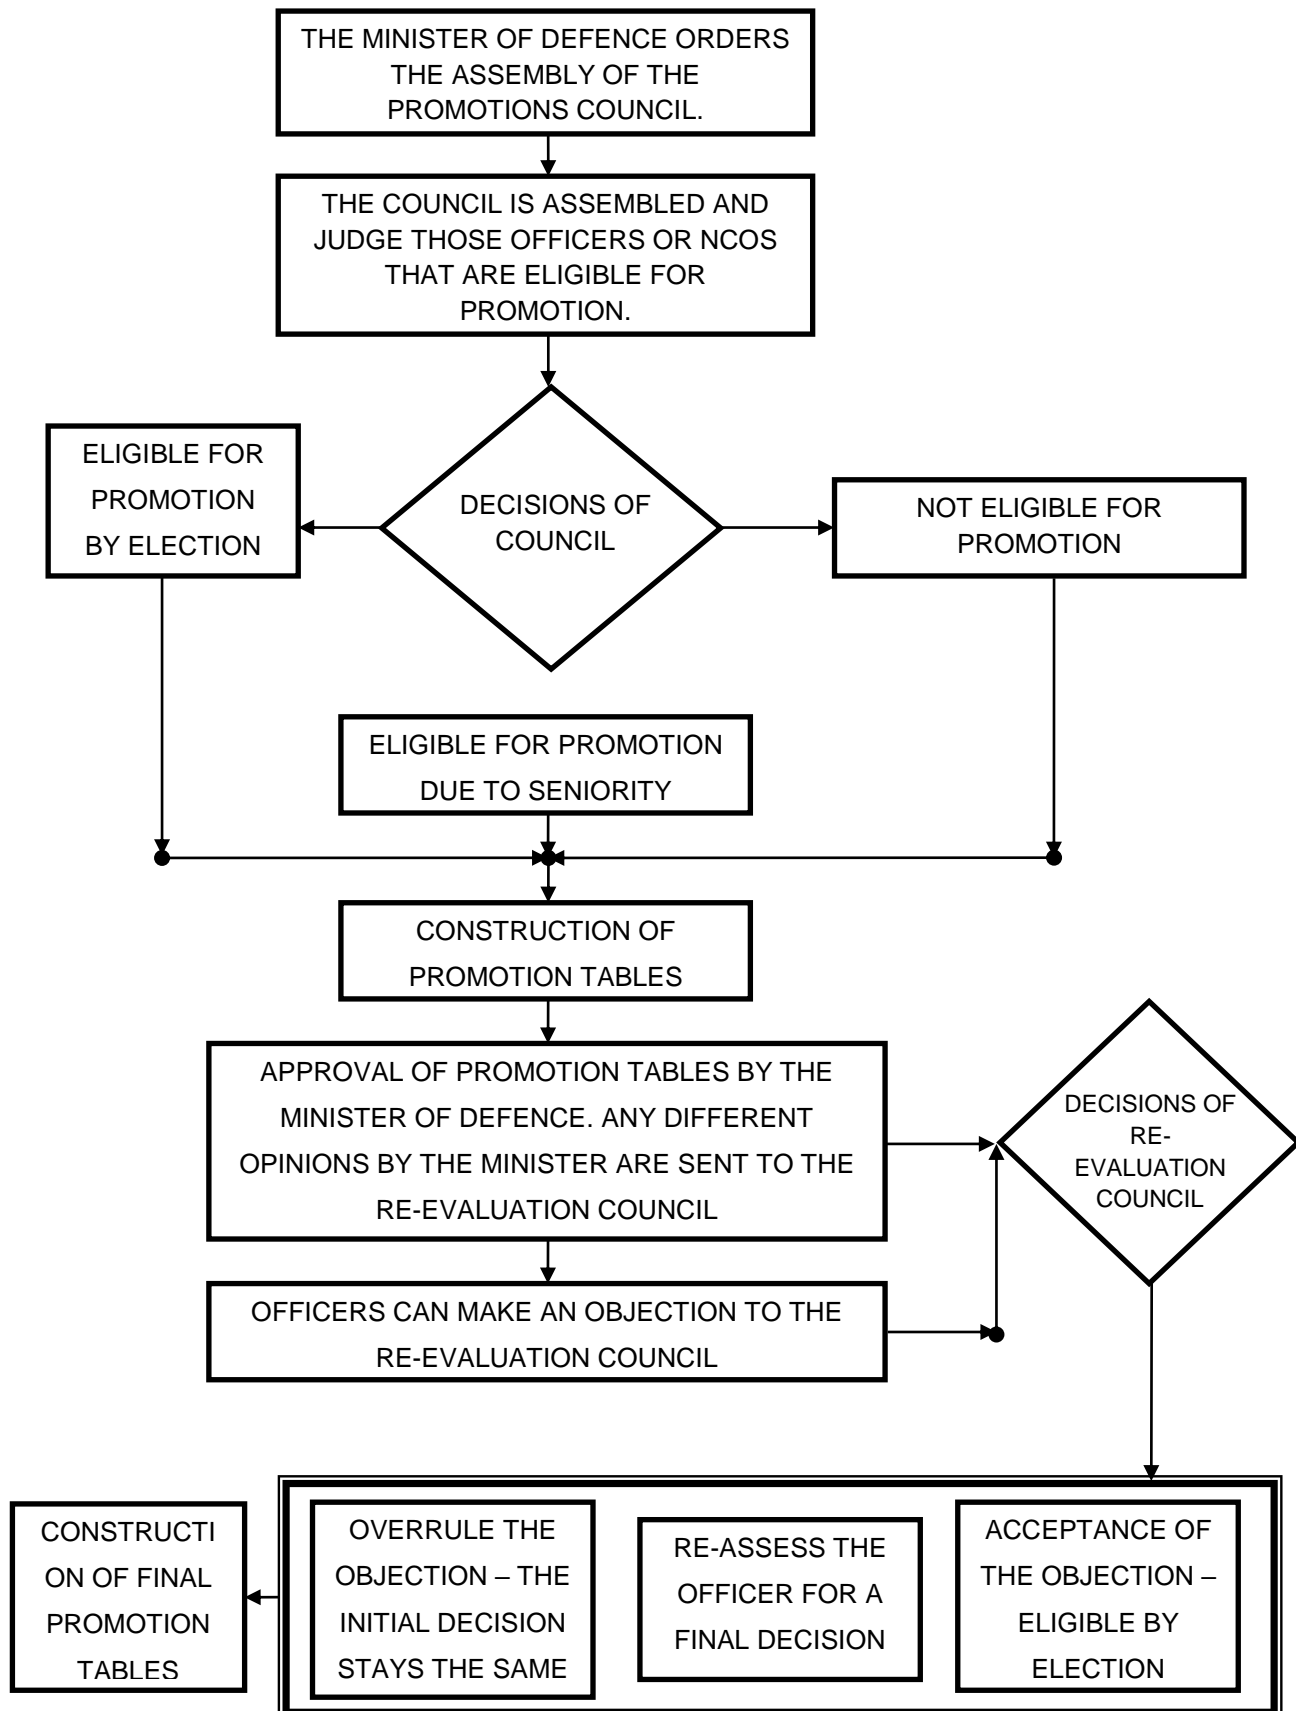 THE MINISTER OF DEFENCE ORDERS
THE ASSEMBLY OF THE
PROMOTIONS COUNCIL.
THE COUNCIL IS ASSEMBLED AND
JUDGE THOSE OFFICERS OR NCOS
THAT ARE ELIGIBLE FOR
PROMOTION.
ELIGIBLE FOR
PROMOTION
BY ELECTION
DECISIONS OF
COUNCIL
NOT ELIGIBLE FOR
PROMOTION
ELIGIBLE FOR PROMOTION
DUE TO SENIORITY
CONSTRUCTION OF
PROMOTION TABLES
APPROVAL OF PROMOTION TABLES BY THE
MINISTER OF DEFENCE. ANY DIFFERENT
OPINIONS BY THE MINISTER ARE SENT TO THE
RE-EVALUATION COUNCIL
DECISIONS OF
RE-
EVALUATION
COUNCIL
OFFICERS CAN MAKE AN OBJECTION TO THE
RE-EVALUATION COUNCIL
CONSTRUCTI
ON OF FINAL
PROMOTION
TABLES
OVERRULE THE
OBJECTION – THE
INITIAL DECISION
STAYS THE SAME
RE-ASSESS THE
OFFICER FOR A
FINAL DECISION
ACCEPTANCE OF
THE OBJECTION –
ELIGIBLE BY
ELECTION